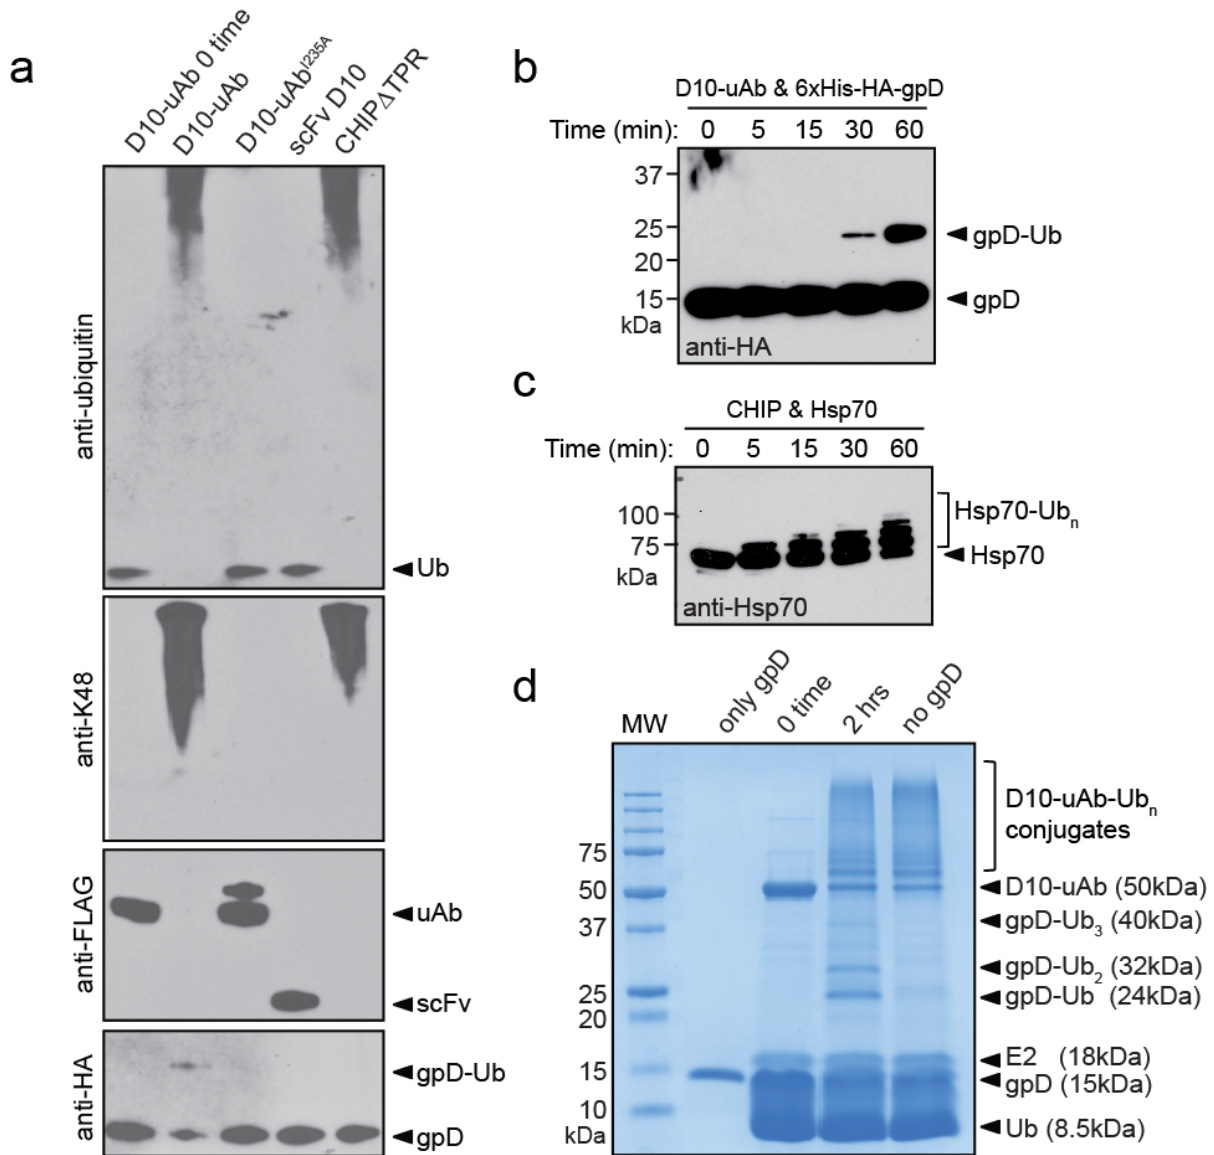 a
D10-uAb 0 time
D10-uAb
D10-uAb^I235A
scFv D10
CHIPΔTPR
anti-ubiquitin
Ub
anti-K48
anti-FLAG
uAb
scFv
anti-HA
gpD-Ub
gpD
b
D10-uAb & 6xHis-HA-gpD
Time (min): 0 5 15 30 60
37
25
20
15
kDa
gpD-Ub
gpD
anti-HA
c
CHIP & Hsp70
Time (min): 0 5 15 30 60
100
75
kDa
Hsp70-Ubn
Hsp70
anti-Hsp70
d
MW
only gpD
0 time
2 hrs
no gpD
75
50
37
25
20
15
10
kDa
D10-uAb-Ubn
conjugates
D10-uAb (50kDa)
gpD-Ub3 (40kDa)
gpD-Ub2 (32kDa)
gpD-Ub (24kDa)
E2 (18kDa)
gpD (15kDa)
Ub (8.5kDa)